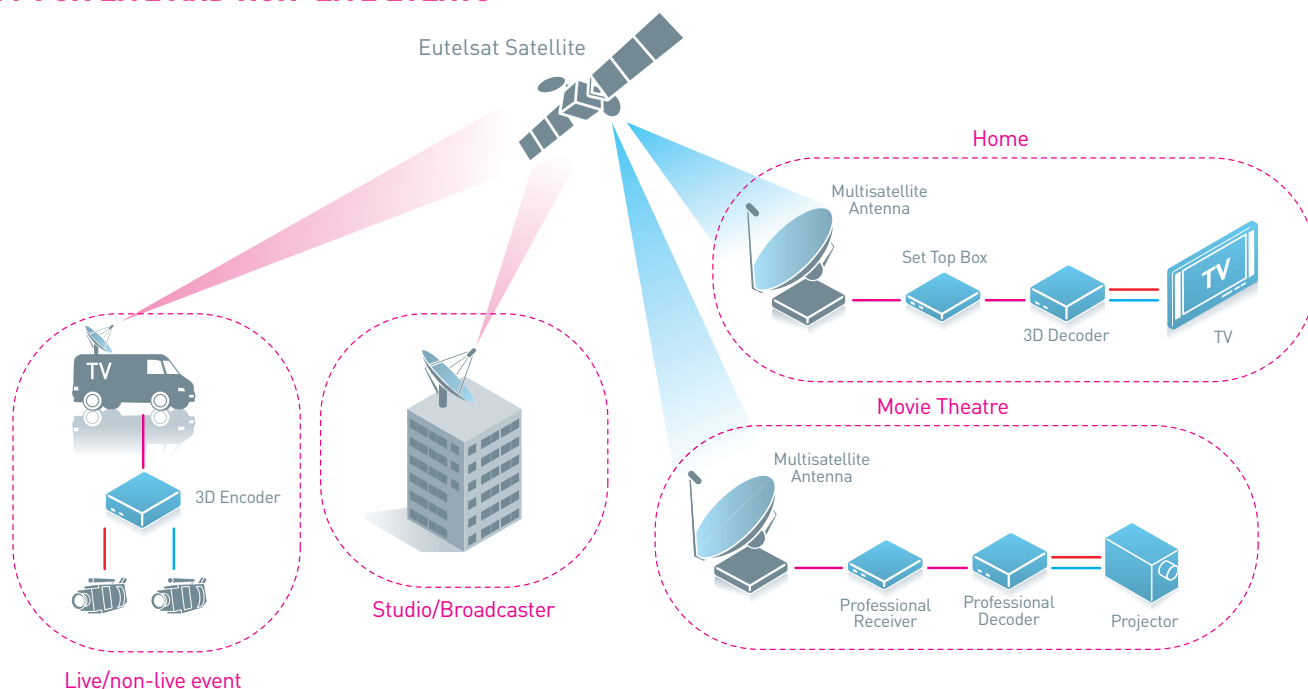 Eutelsat Satellite
Home
Multisatellite
Antenna
Set Top Box
3D Decoder
TV
TV
Movie Theatre
Multisatellite
Antenna
Professional
Receiver
Professional
Decoder
Projector
TV
3D Encoder
Live/non-live event
Studio/Broadcaster